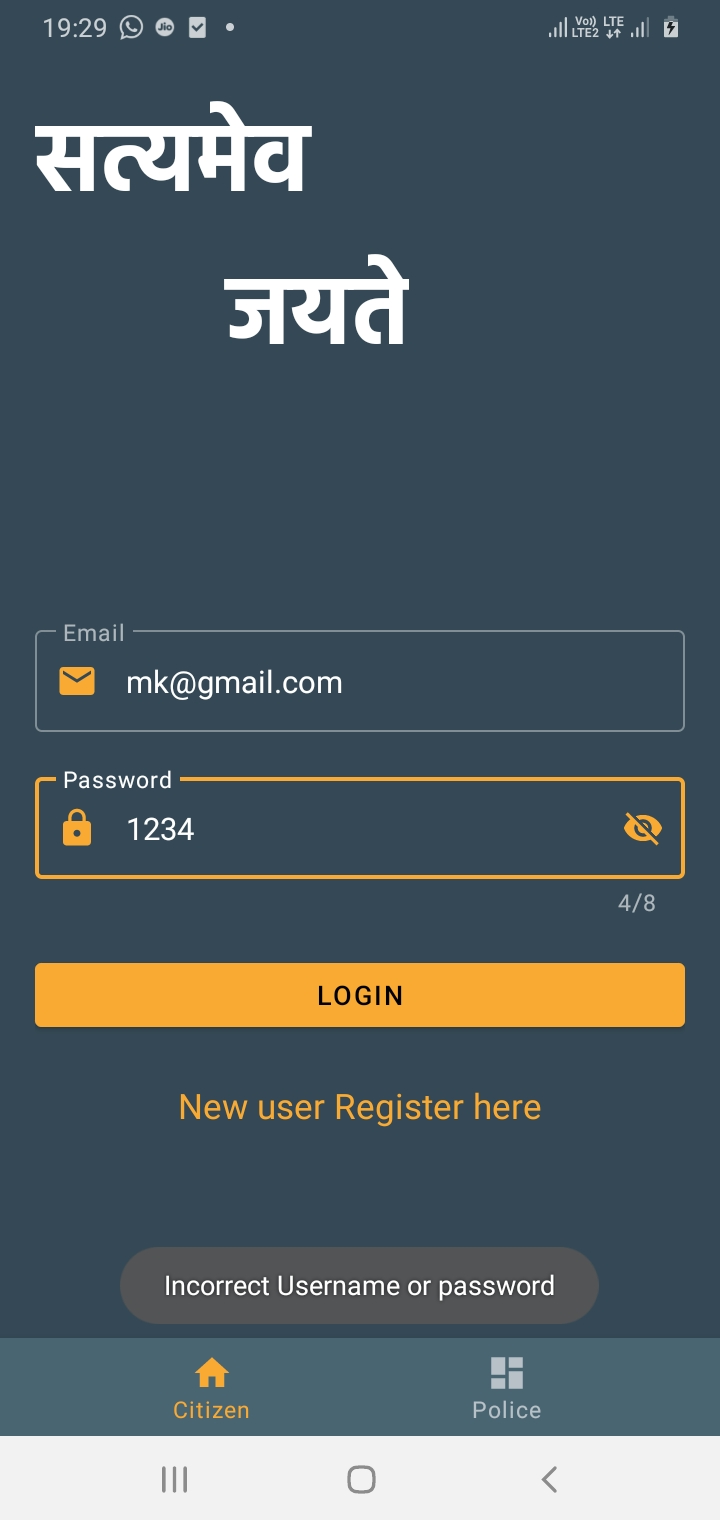 19:29 Jio Vo)) LTE2 LTE
सत्यमेव
जयते
Email
mk@gmail.com
Password
1234
4/8
LOGIN
New user Register here
Incorrect Username or password
Citizen Police